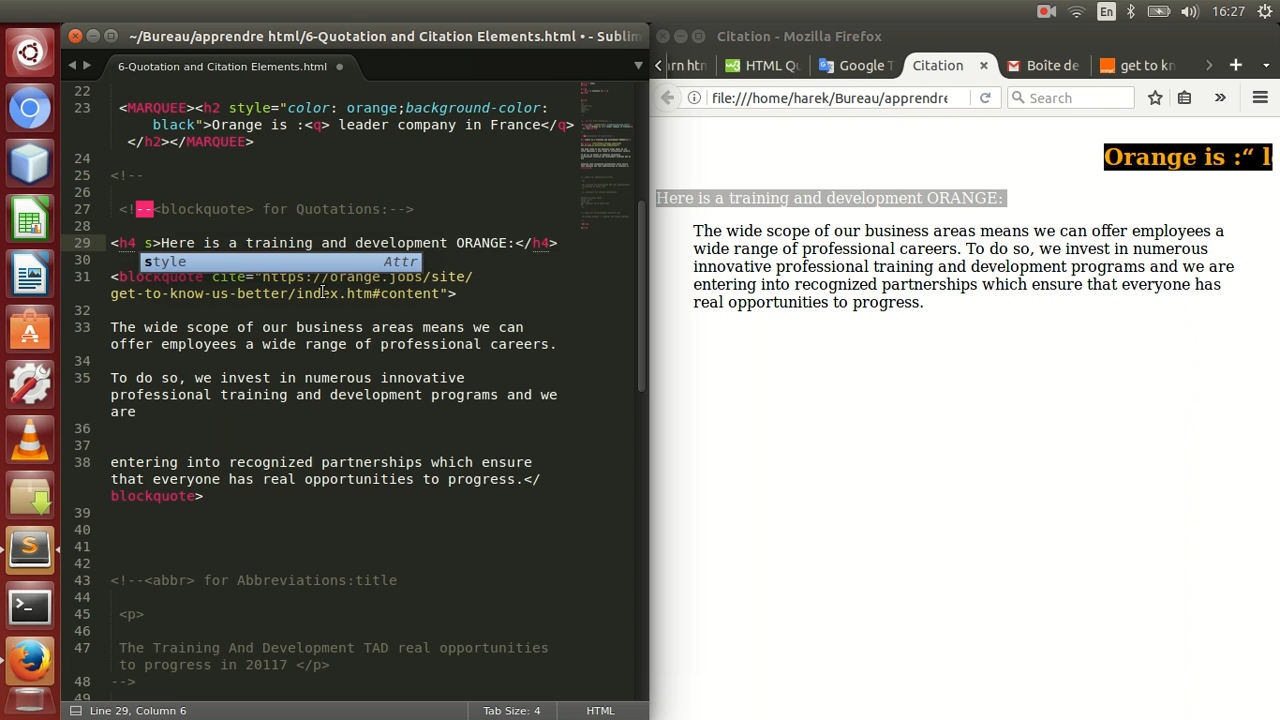 En
16:27
~/Bureau/apprendre html/6-Quotation and Citation Elements.html • - Sublim
6-Quotation and Citation Elements.html
22
23 <MARQUEE><h2 style="color: orange;background-color:
black">Orange is :<q> leader company in France</q>
</h2></MARQUEE>
24
25 <!--
26
27 <!--<blockquote> for Quotations:-->
28
29 <h4 s>Here is a training and development ORANGE:</h4>
style Attr
30
31 <blockquote cite="https://orange.jobs/site/
get-to-know-us-better/index.htm#content">
32
33 The wide scope of our business areas means we can
offer employees a wide range of professional careers.
34
35 To do so, we invest in numerous innovative
professional training and development programs and we
are
36
37
38 entering into recognized partnerships which ensure
that everyone has real opportunities to progress.</
blockquote>
39
40
41
42
43 <!--<abbr> for Abbreviations:title
44
45 <p>
46
47 The Training And Development TAD real opportunities
to progress in 20117 </p>
48 -->
49
Line 29, Column 6
Tab Size: 4
HTML
Citation - Mozilla Firefox
rn htm
HTML Qu
Google T
Citation
Boîte de
get to kn
file:///home/harek/Bureau/apprendre
Search
Orange is :“ l
Here is a training and development ORANGE:
The wide scope of our business areas means we can offer employees a
wide range of professional careers. To do so, we invest in numerous
innovative professional training and development programs and we are
entering into recognized partnerships which ensure that everyone has
real opportunities to progress.